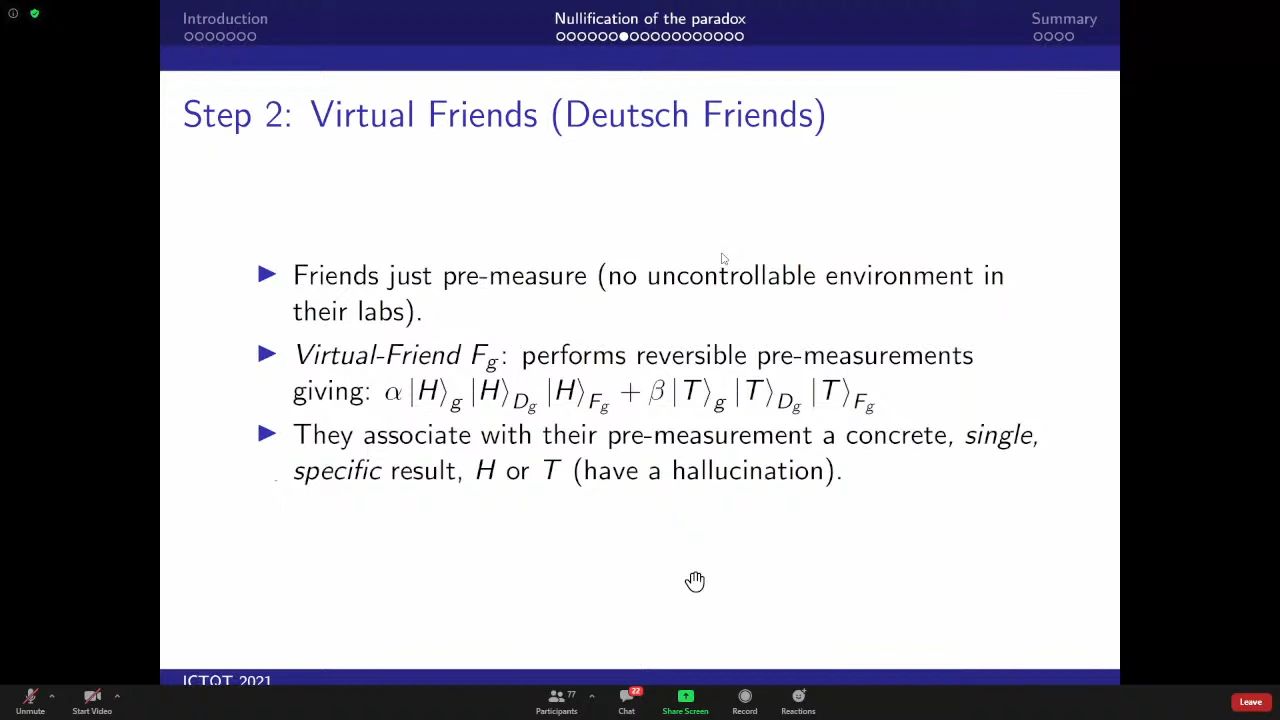 Introduction
Nullification of the paradox
Summary
Step 2: Virtual Friends (Deutsch Friends)
▶ Friends just pre-measure (no uncontrollable environment in
their labs).
▶ Virtual-Friend F_g: performs reversible pre-measurements
giving: α |H⟩_g |H⟩_{D_g} |H⟩_{F_g} + β |T⟩_g |T⟩_{D_g} |T⟩_{F_g}
▶ They associate with their pre-measurement a concrete, single,
specific result, H or T (have a hallucination).
ICTQT 2021
77
22
Unmute
Start Video
Participants
Chat
Share Screen
Record
Reactions
Leave